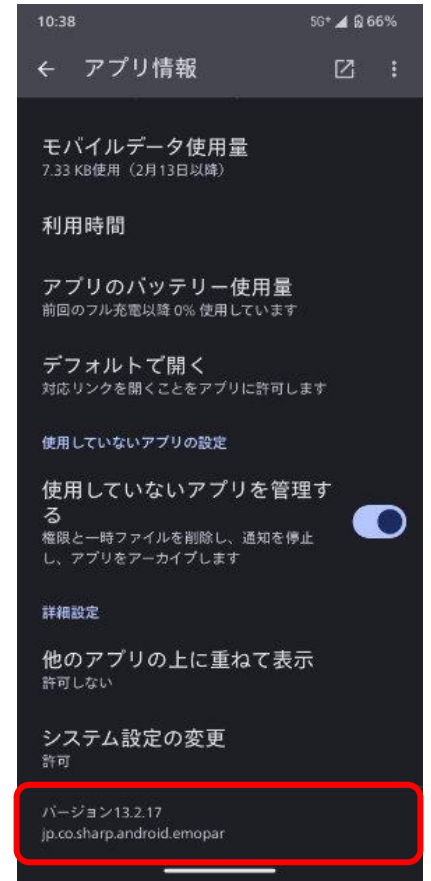 10:38
5G+ 66%
アプリ情報
モバイルデータ使用量
7.33 KB使用（2月13日以降）
利用時間
アプリのバッテリー使用量
前回のフル充電以降 0% 使用しています
デフォルトで開く
対応リンクを開くことをアプリに許可します
使用していないアプリの設定
使用していないアプリを管理す
る
権限と一時ファイルを削除し、通知を停止
し、アプリをアーカイブします
詳細設定
他のアプリの上に重ねて表示
許可しない
システム設定の変更
許可
バージョン13.2.17
jp.co.sharp.android.emopar